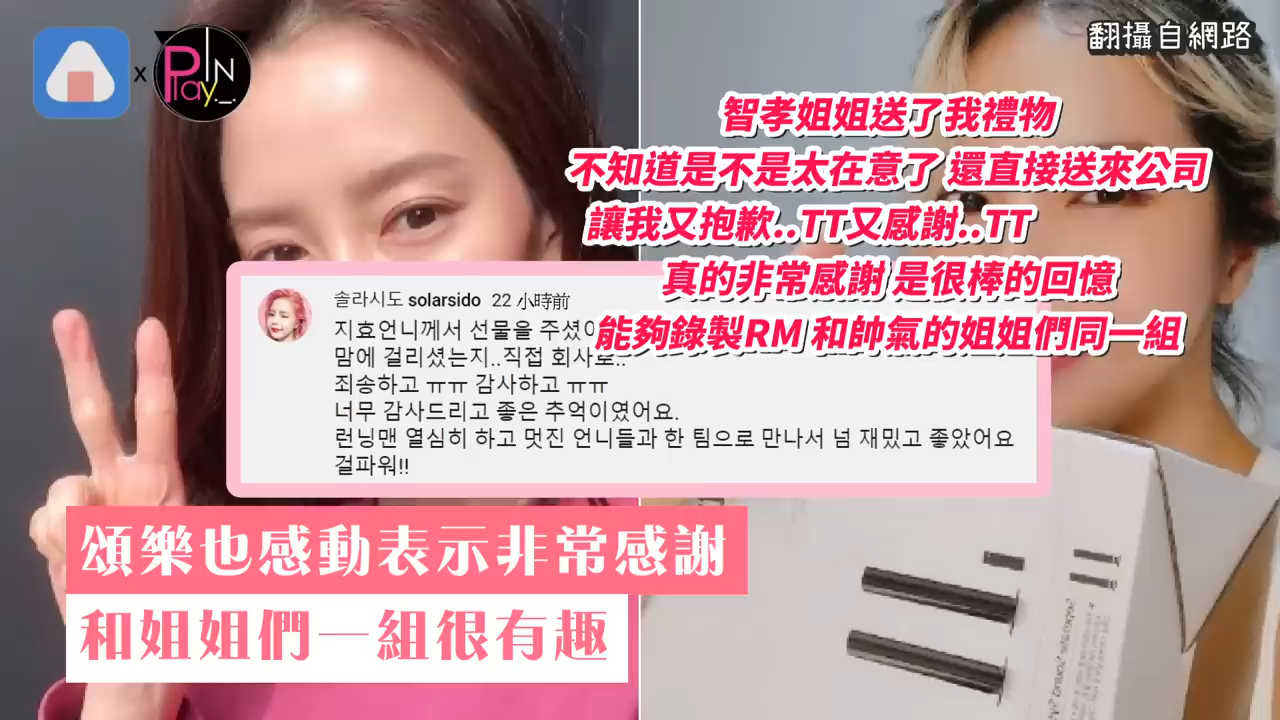 x
Play IN
翻攝自網路
智孝姐姐送了我禮物
不知道是不是太在意了 還直接送來公司
讓我又抱歉..TT又感謝..TT
真的非常感謝 是很棒的回憶
能夠錄製RM 和帥氣的姐姐們同一組
솔라시도 solarsido 22 小時前
지효언니께서 선물을 주셨어
맘에 걸리셨는지..직접 회사로..
죄송하고 ㅠㅠ 감사하고 ㅠㅠ
너무 감사드리고 좋은 추억이였어요.
런닝맨 열심히 하고 멋진 언니들과 한 팀으로 만나서 넘 재밌고 좋았어요
걸파워!!
頌樂也感動表示非常感謝
和姐姐們一組很有趣